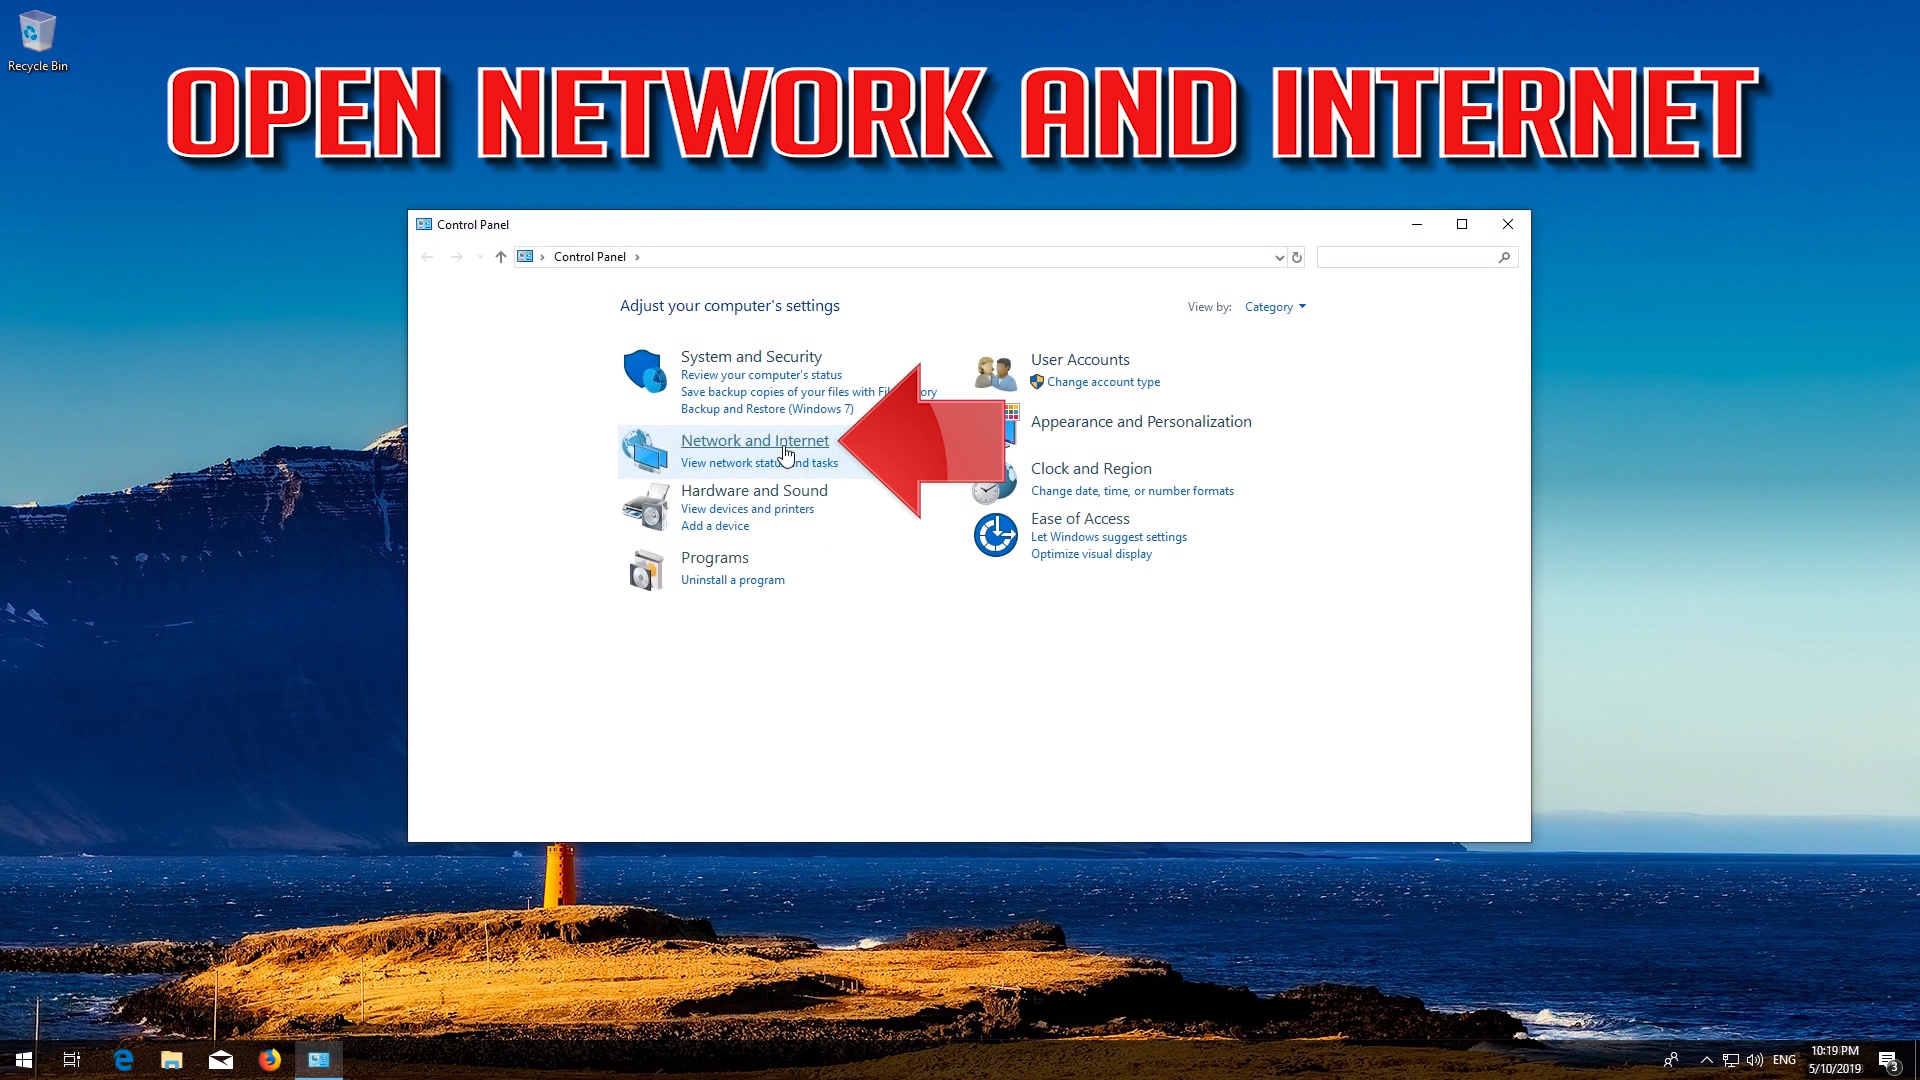 Recycle Bin
OPEN NETWORK AND INTERNET
Control Panel
Control Panel
Adjust your computer's settings
View by: Category
System and Security
Review your computer's status
Save backup copies of your files with
Backup and Restore (Windows 7)
Network and Internet
View network status and tasks
Hardware and Sound
View devices and printers
Add a device
Programs
Uninstall a program
User Accounts
Change account type
Appearance and Personalization
Clock and Region
Change date, time, or number formats
Ease of Access
Let Windows suggest settings
Optimize visual display
ENG
10:19 PM
5/10/2019
3